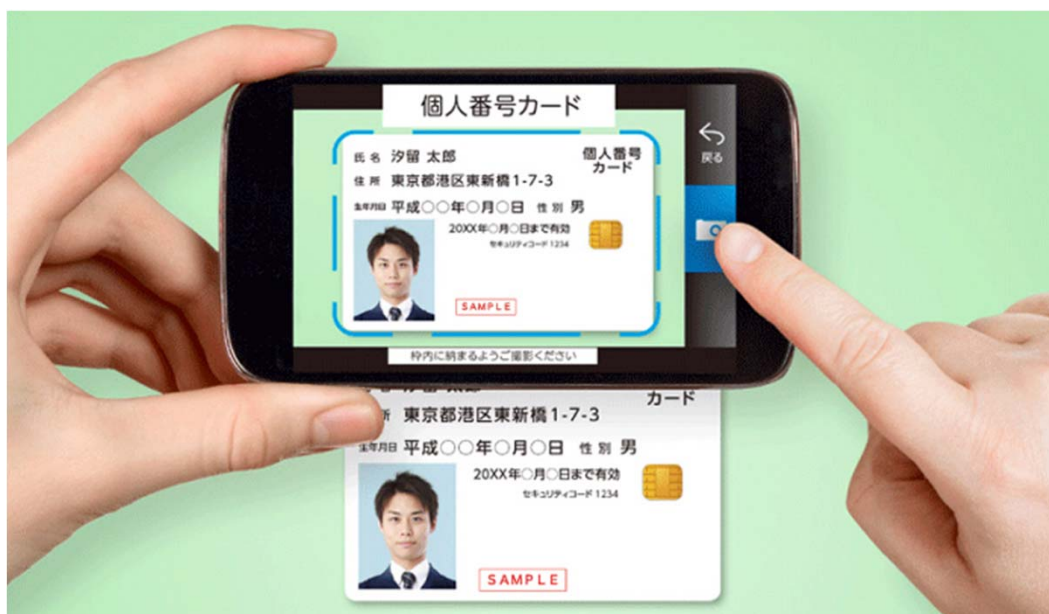 個人番号カード
氏名 汐留 太郎
個人番号
カード
住所 東京都港区東新橋1-7-3
生年月日 平成○○年○月○日 性別 男
20XX年○月○日まで有効
セキュリティコード 1234
SAMPLE
戻る
枠内に納まるようご撮影ください
カード
東京都港区東新橋1-7-3
生年月日 平成○○年○月○日 性別 男
20XX年○月○日まで有効
セキュリティコード 1234
SAMPLE